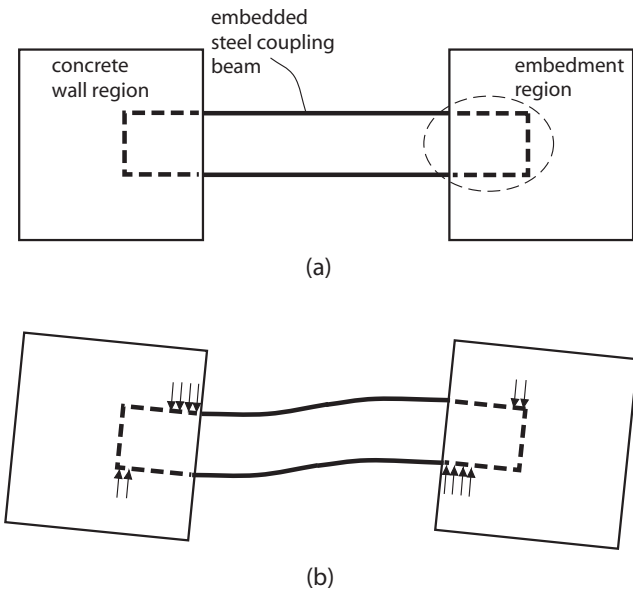 embedded
steel coupling
beam
concrete
wall region
embedment
region
(a)
(b)